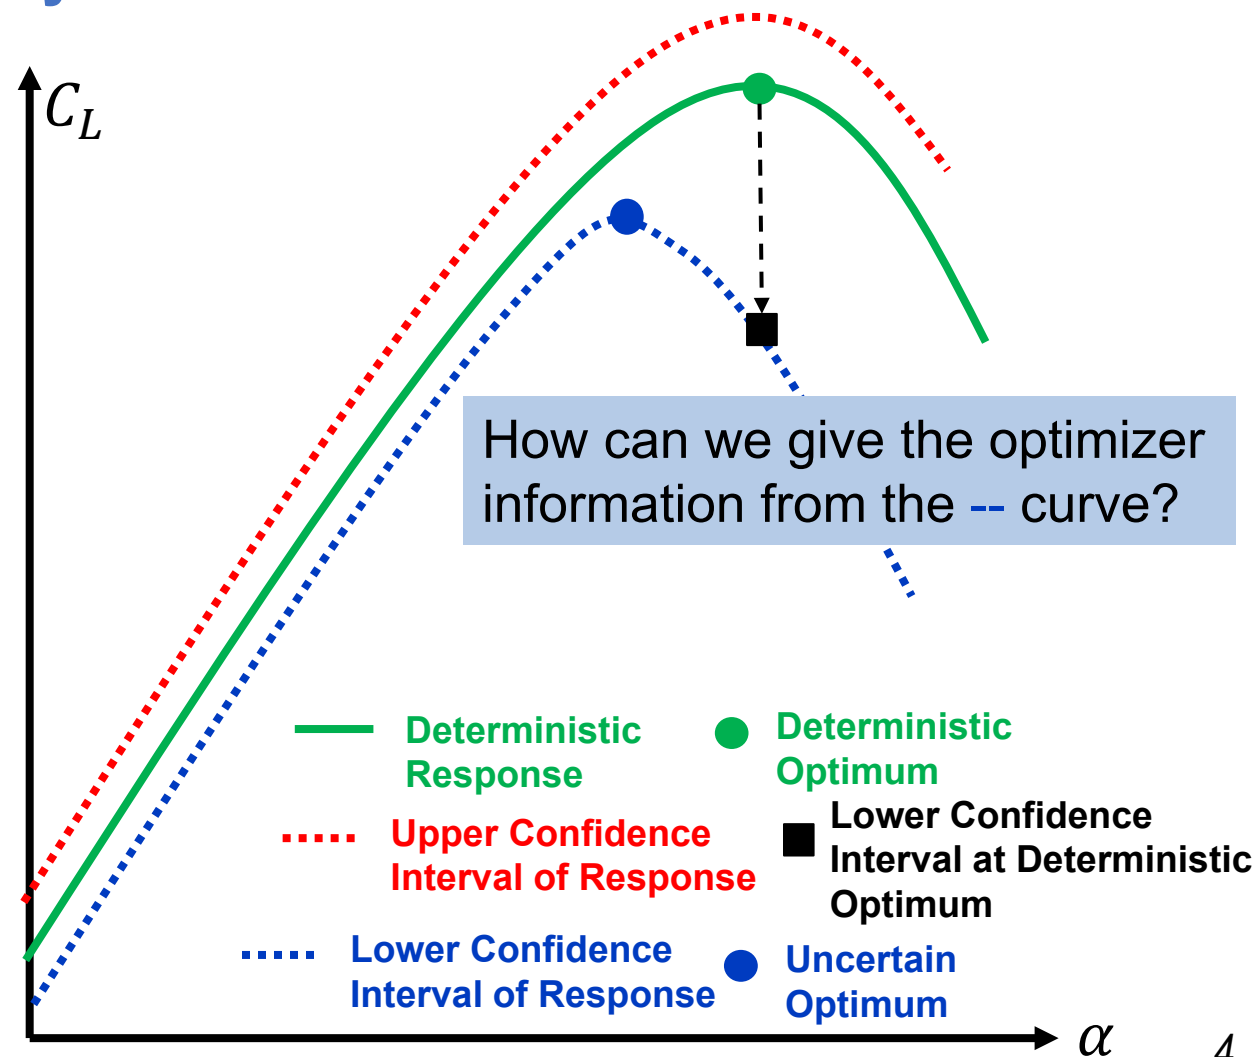 C_L
How can we give the optimizer
information from the -- curve?
Deterministic
Response
Deterministic
Optimum
Upper Confidence
Interval of Response
Lower Confidence
Interval at Deterministic
Optimum
Lower Confidence
Interval of Response
Uncertain
Optimum
α
4